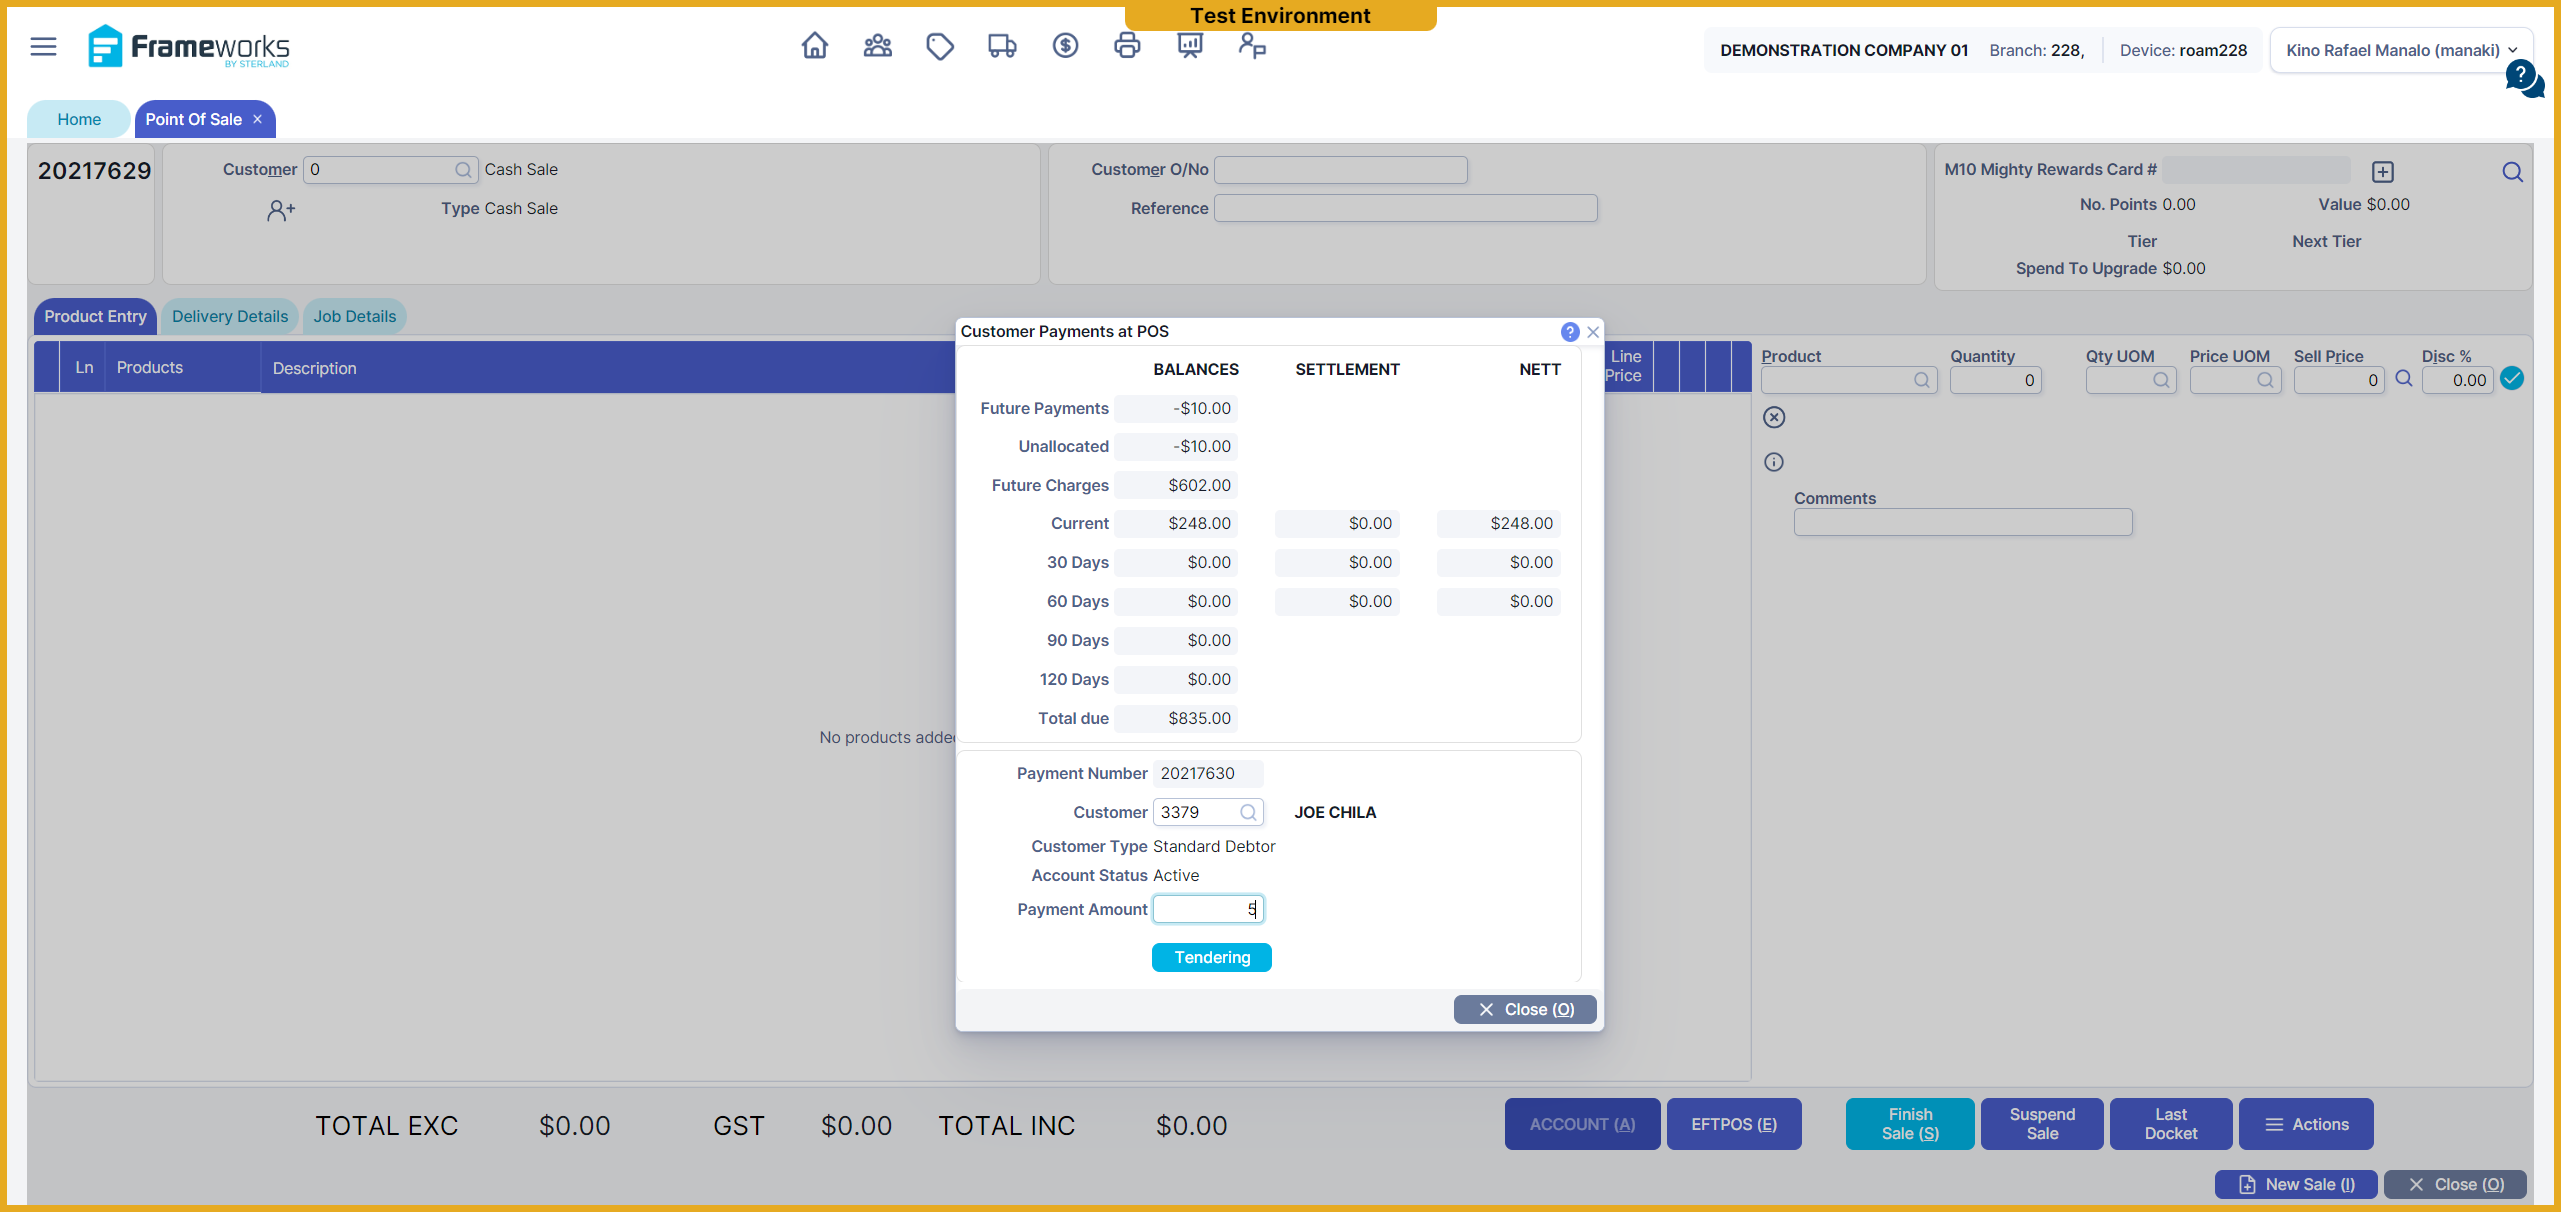 Test Environment
Frameworks
BY STERLAND
DEMONSTRATION COMPANY 01 Branch: 228, Device: roam228
Kino Rafael Manalo (manaki)
?
Home
Point Of Sale ×
20217629
Customer 0 Cash Sale
Type Cash Sale
Customer O/No
Reference
M10 Mighty Rewards Card #
No. Points 0.00 Value $0.00
Tier Next Tier
Spend To Upgrade $0.00
Product Entry Delivery Details Job Details
Ln Products Description
Line Price
No products adde
Product Quantity Qty UOM Price UOM Sell Price Disc %
0 0 0.00
Comments
Customer Payments at POS
?
BALANCES SETTLEMENT NETT
Future Payments -$10.00
Unallocated -$10.00
Future Charges $602.00
Current $248.00 $0.00 $248.00
30 Days $0.00 $0.00 $0.00
60 Days $0.00 $0.00 $0.00
90 Days $0.00
120 Days $0.00
Total due $835.00
Payment Number 20217630
Customer 3379 JOE CHILA
Customer Type Standard Debtor
Account Status Active
Payment Amount 5
Tendering
Close (O)
TOTAL EXC $0.00 GST $0.00 TOTAL INC $0.00
ACCOUNT (A)
EFTPOS (E)
Finish Sale (S)
Suspend Sale
Last Docket
Actions
New Sale (I)
Close (O)